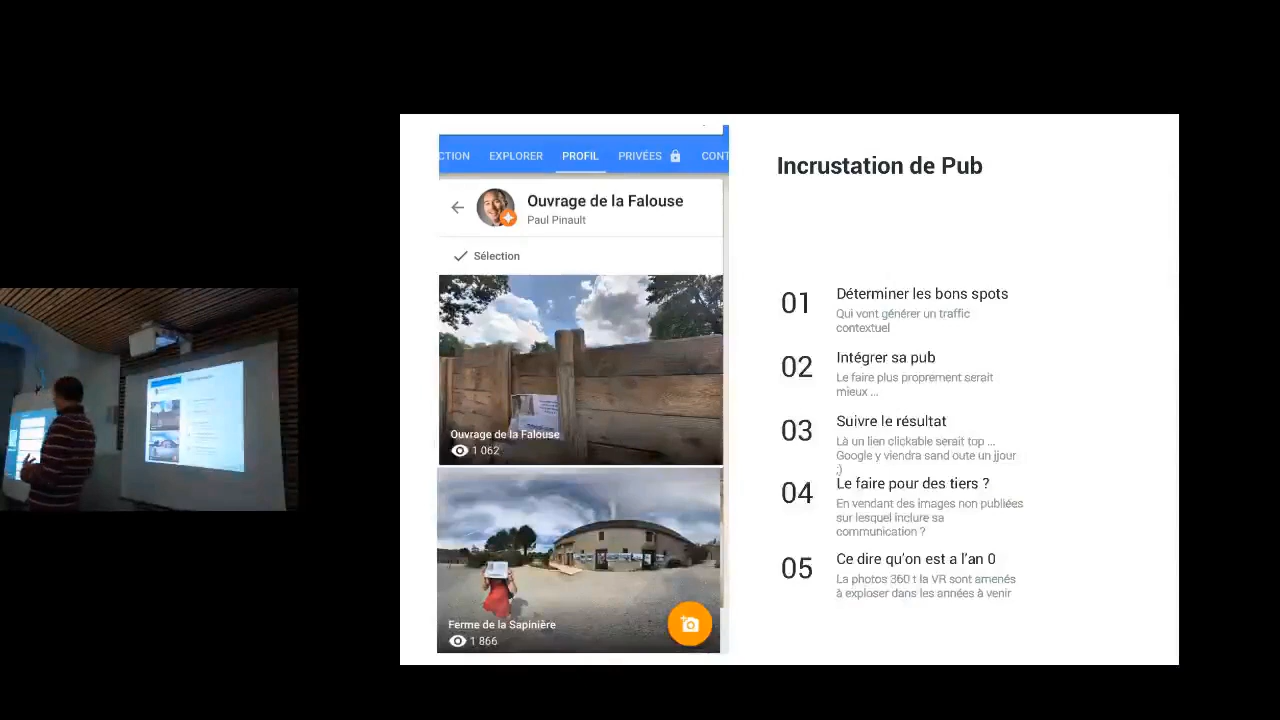 CTION EXPLORER PROFIL PRIVÉES CONT
Ouvrage de la Falouse
Paul Pinault
Sélection
Ouvrage de la Falouse
1 062
Ferme de la Sapinière
1 866
Incrustation de Pub
01
Déterminer les bons spots
Qui vont générer un traffic
contextuel
02
Intégrer sa pub
Le faire plus proprement serait
mieux ...
03
Suivre le résultat
Là un lien clickable serait top ...
Google y viendra sand oute un jjour
;)
04
Le faire pour des tiers ?
En vendant des images non publiées
sur lesquel inclure sa
communication ?
05
Ce dire qu'on est a l'an 0
La photos 360 t la VR sont amenés
à exploser dans les années à venir